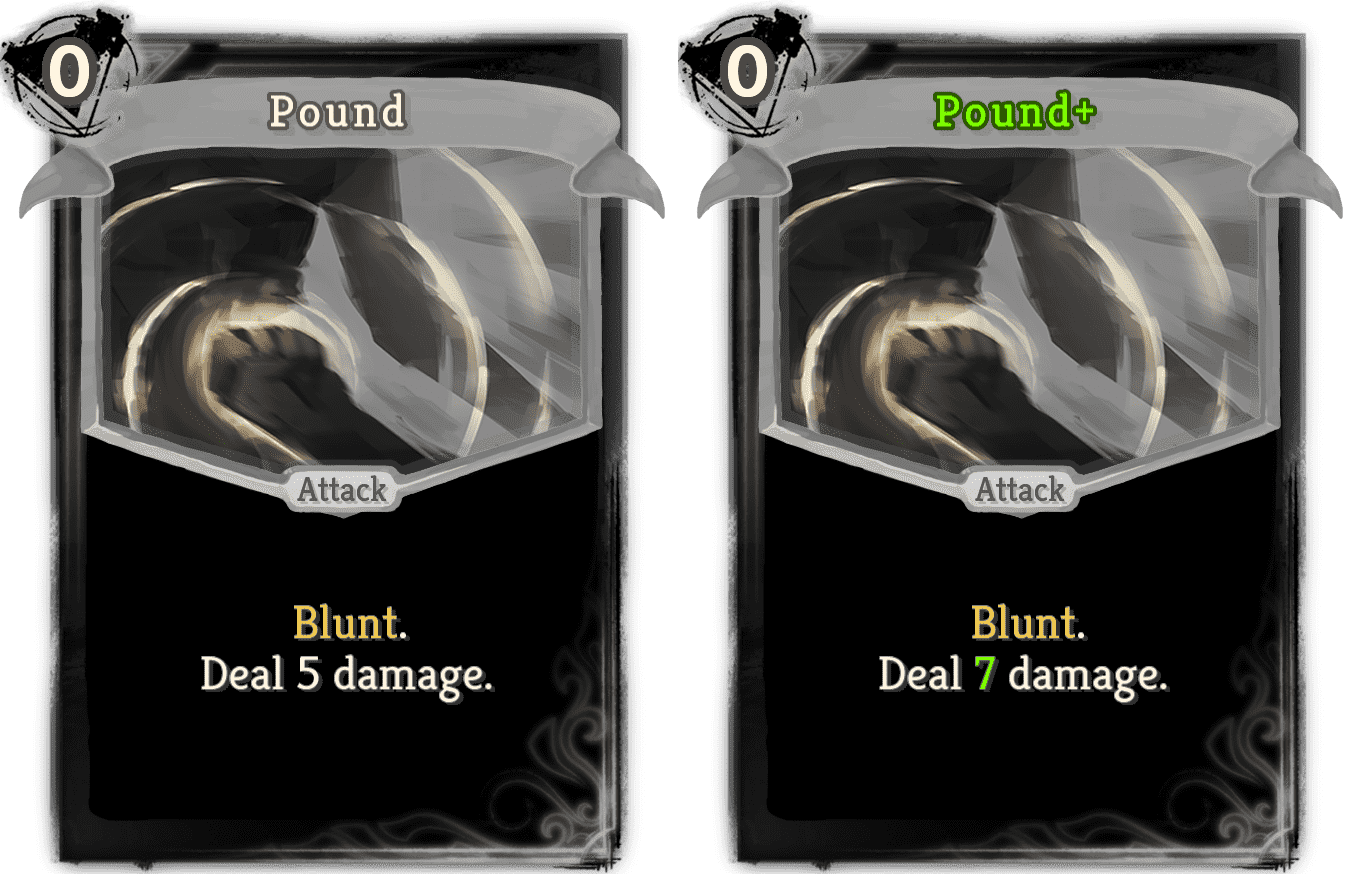 0
Pound
Attack
Blunt.
Deal 5 damage.
0
Pound+
Attack
Blunt.
Deal 7 damage.